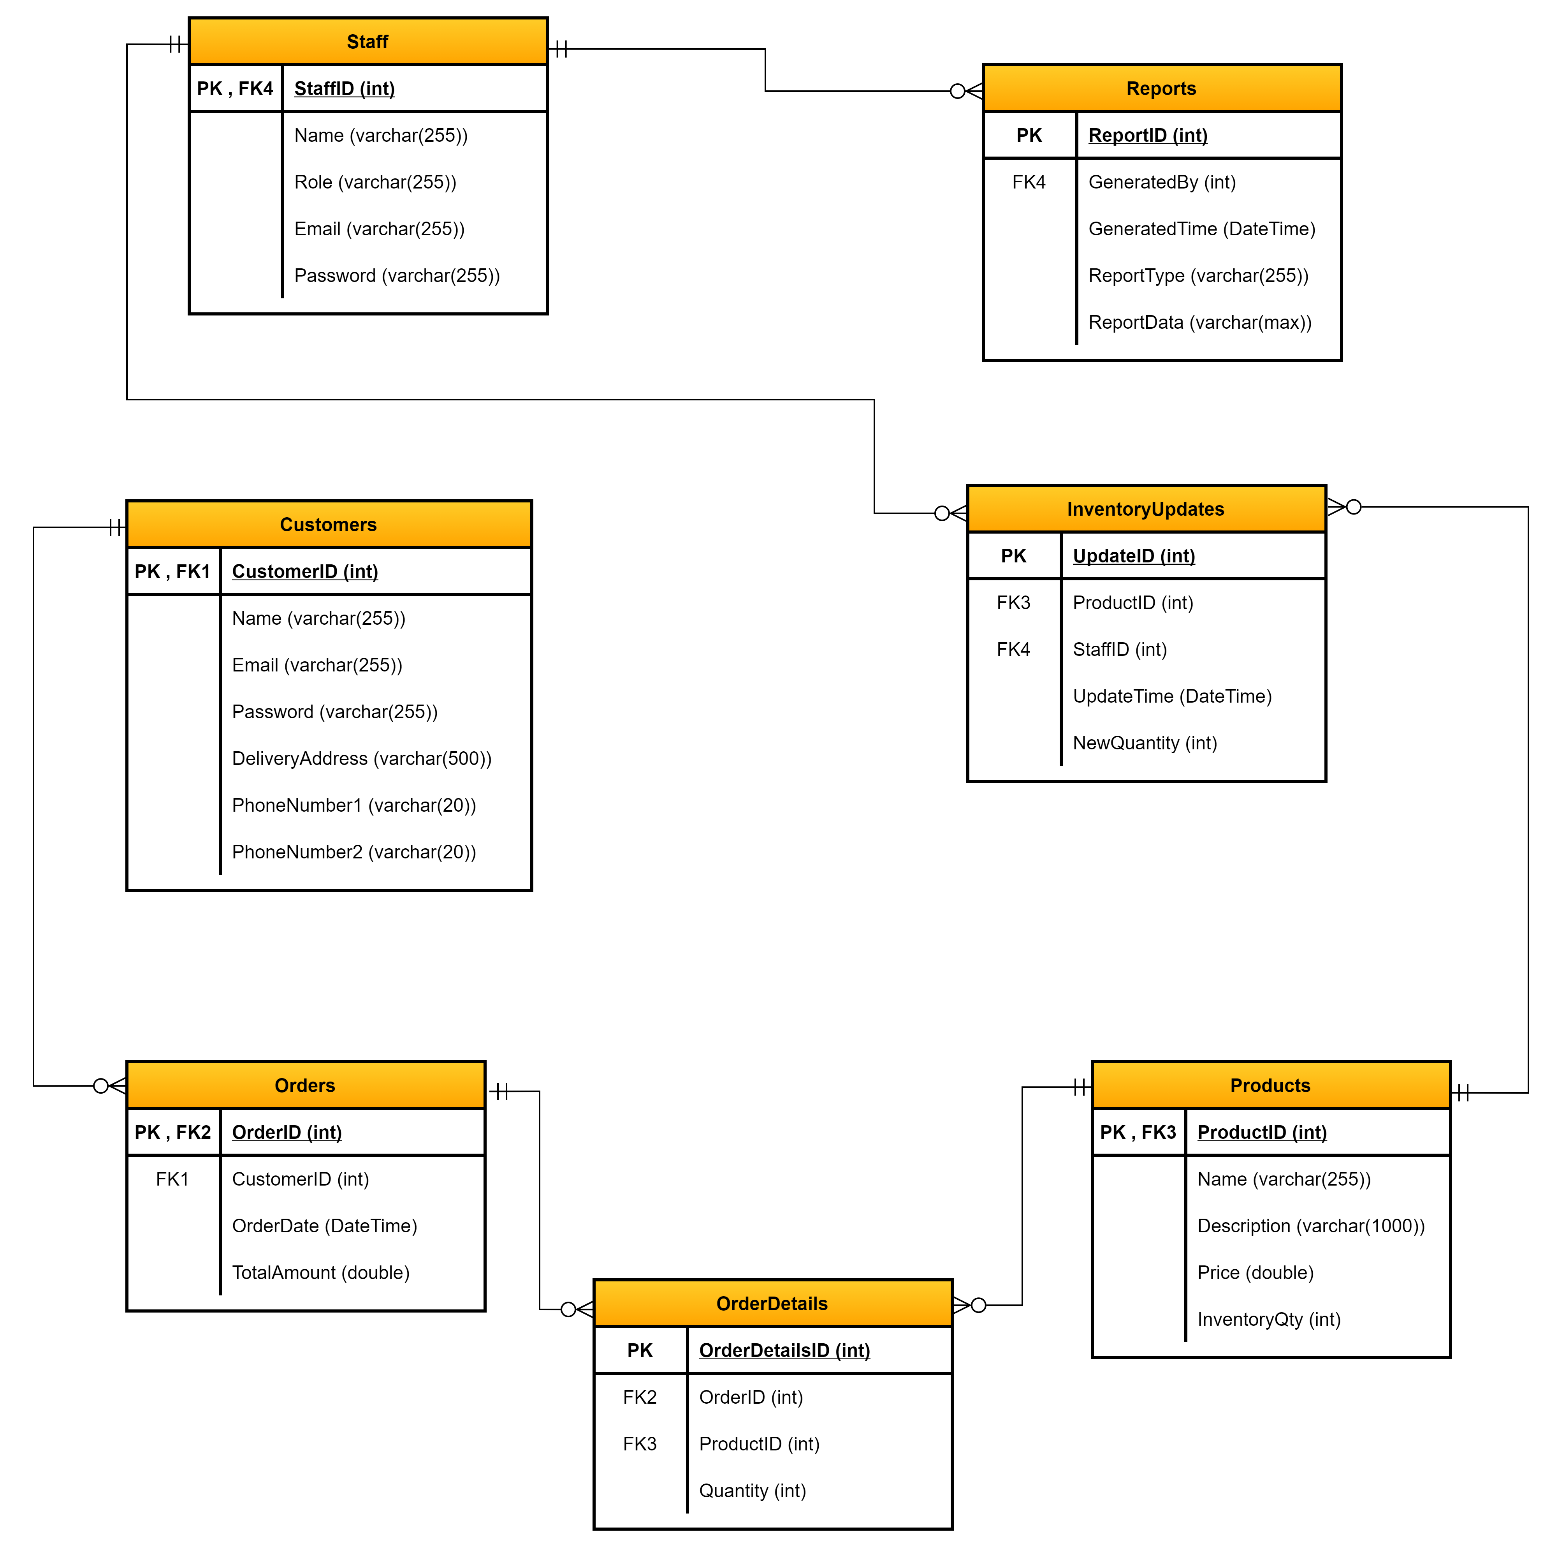 Staff
PK , FK4 StaffID (int)
Name (varchar(255))
Role (varchar(255))
Email (varchar(255))
Password (varchar(255))
Reports
PK ReportID (int)
FK4 GeneratedBy (int)
GeneratedTime (DateTime)
ReportType (varchar(255))
ReportData (varchar(max))
Customers
PK , FK1 CustomerID (int)
Name (varchar(255))
Email (varchar(255))
Password (varchar(255))
DeliveryAddress (varchar(500))
PhoneNumber1 (varchar(20))
PhoneNumber2 (varchar(20))
InventoryUpdates
PK UpdateID (int)
FK3 ProductID (int)
FK4 StaffID (int)
UpdateTime (DateTime)
NewQuantity (int)
Orders
PK , FK2 OrderID (int)
FK1 CustomerID (int)
OrderDate (DateTime)
TotalAmount (double)
Products
PK , FK3 ProductID (int)
Name (varchar(255))
Description (varchar(1000))
Price (double)
InventoryQty (int)
OrderDetails
PK OrderDetailsID (int)
FK2 OrderID (int)
FK3 ProductID (int)
Quantity (int)